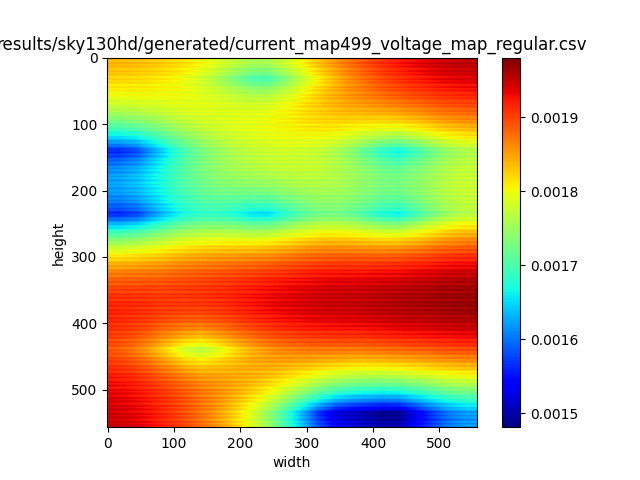 results/sky130hd/generated/current_map499_voltage_map_regular.csv
0
100
200
300
400
500
height
0 100 200 300 400 500
width
0.0019
0.0018
0.0017
0.0016
0.0015